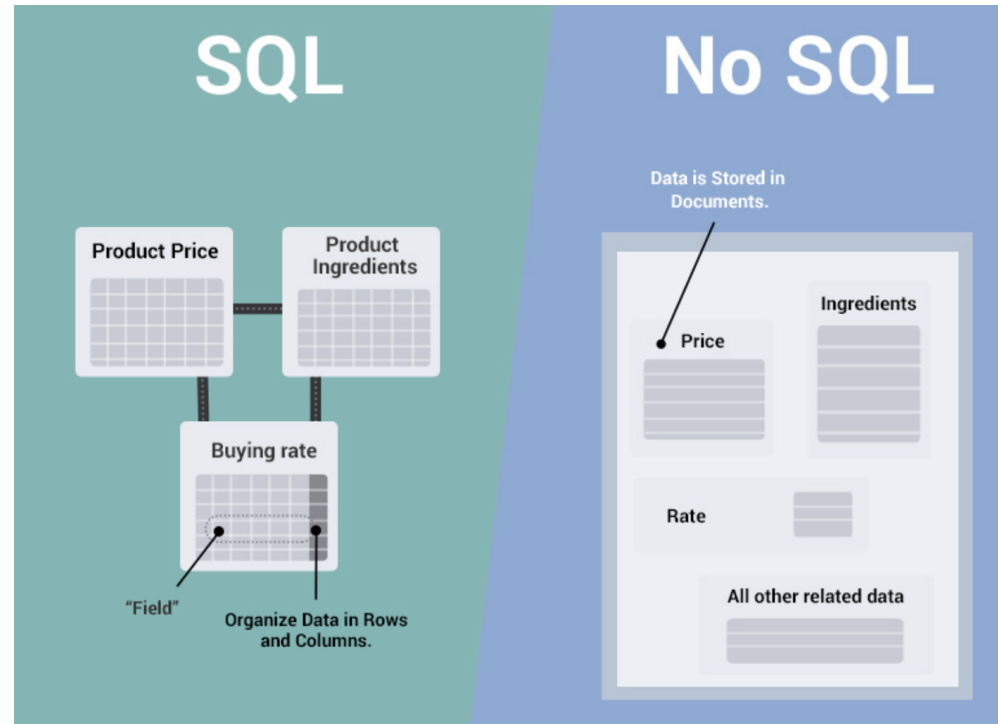 SQL
Product Price
Product
Ingredients
Buying rate
“Field”
Organize Data in Rows
and Columns.
No SQL
Data is Stored in
Documents.
Price
Ingredients
Rate
All other related data